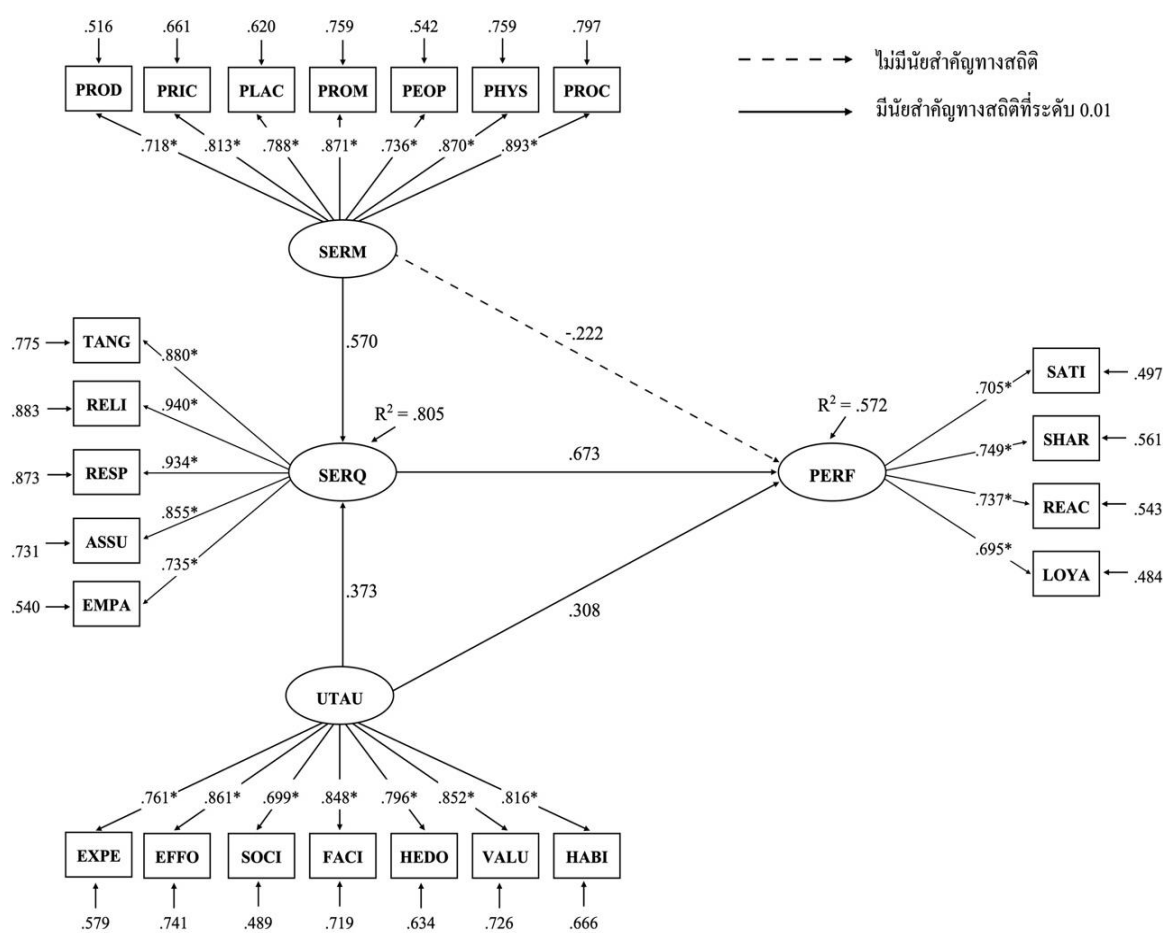 .516 .661 .620 .759 .542 .759 .797
PROD PRIC PLAC PROM PEOP PHYS PROC
.718* .813* .788* .871* .736* .870* .893*
ไม่มีนัยสำคัญทางสถิติ
มีนัยสำคัญทางสถิติที่ระดับ 0.01
SERM
.570
-.222
.775 TANG .880*
.883 RELI .940*
.873 RESP .934*
.731 ASSU .855*
.540 EMPA .735*
R² = .805
SERQ
.673
R² = .572
PERF
.705* SATI .497
.749* SHAR .561
.737* REAC .543
.695* LOYA .484
.373
.308
UTAU
.761* .861* .699* .848* .796* .852* .816*
EXPE EFFO SOCI FACI HEDO VALU HABI
.579 .741 .489 .719 .634 .726 .666